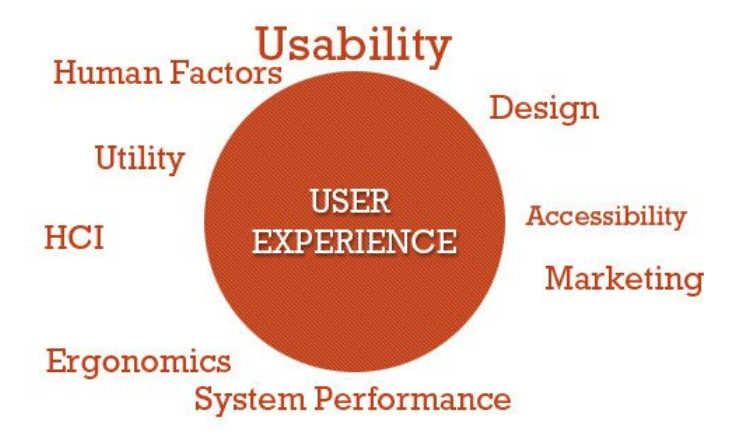 Usability
Human Factors
Design
Utility
USER
EXPERIENCE
Accessibility
HCI
Marketing
Ergonomics
System Performance